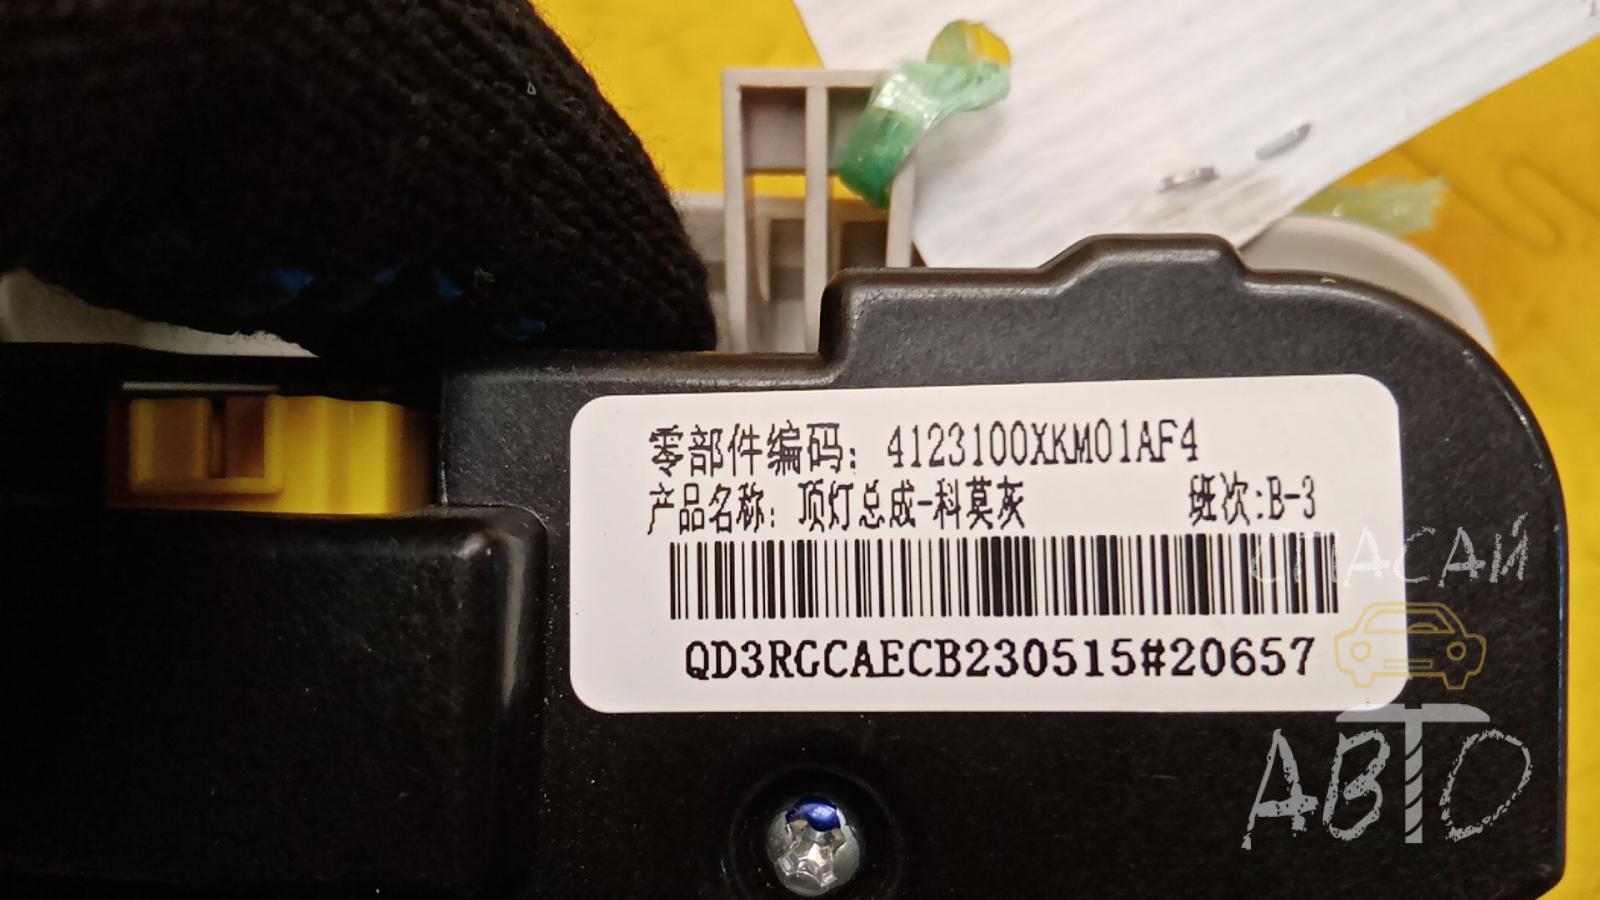 零部件编码: 4123100XKM01AF4
产品名称: 顶灯总成-科莫灰 班次:B-3
QD3RGCAECB230515#20657
СПАСАЙ
АВТО